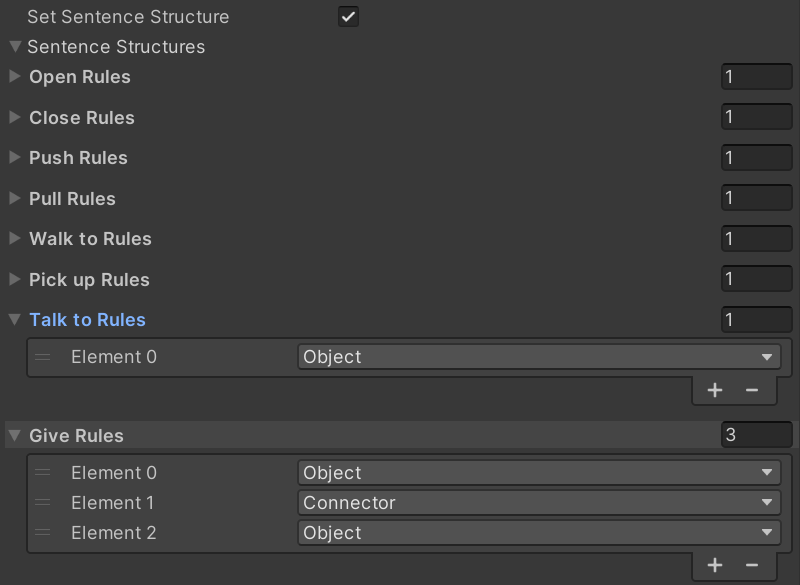 Set Sentence Structure
Sentence Structures
Open Rules 1
Close Rules 1
Push Rules 1
Pull Rules 1
Walk to Rules 1
Pick up Rules 1
Talk to Rules 1
Element 0 Object
+ −
Give Rules 3
Element 0 Object
Element 1 Connector
Element 2 Object
+ −